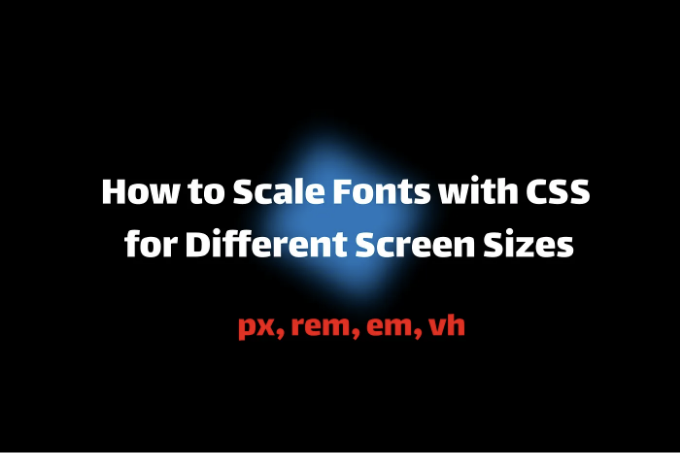 How to Scale Fonts with CSS
for Different Screen Sizes
px, rem, em, vh